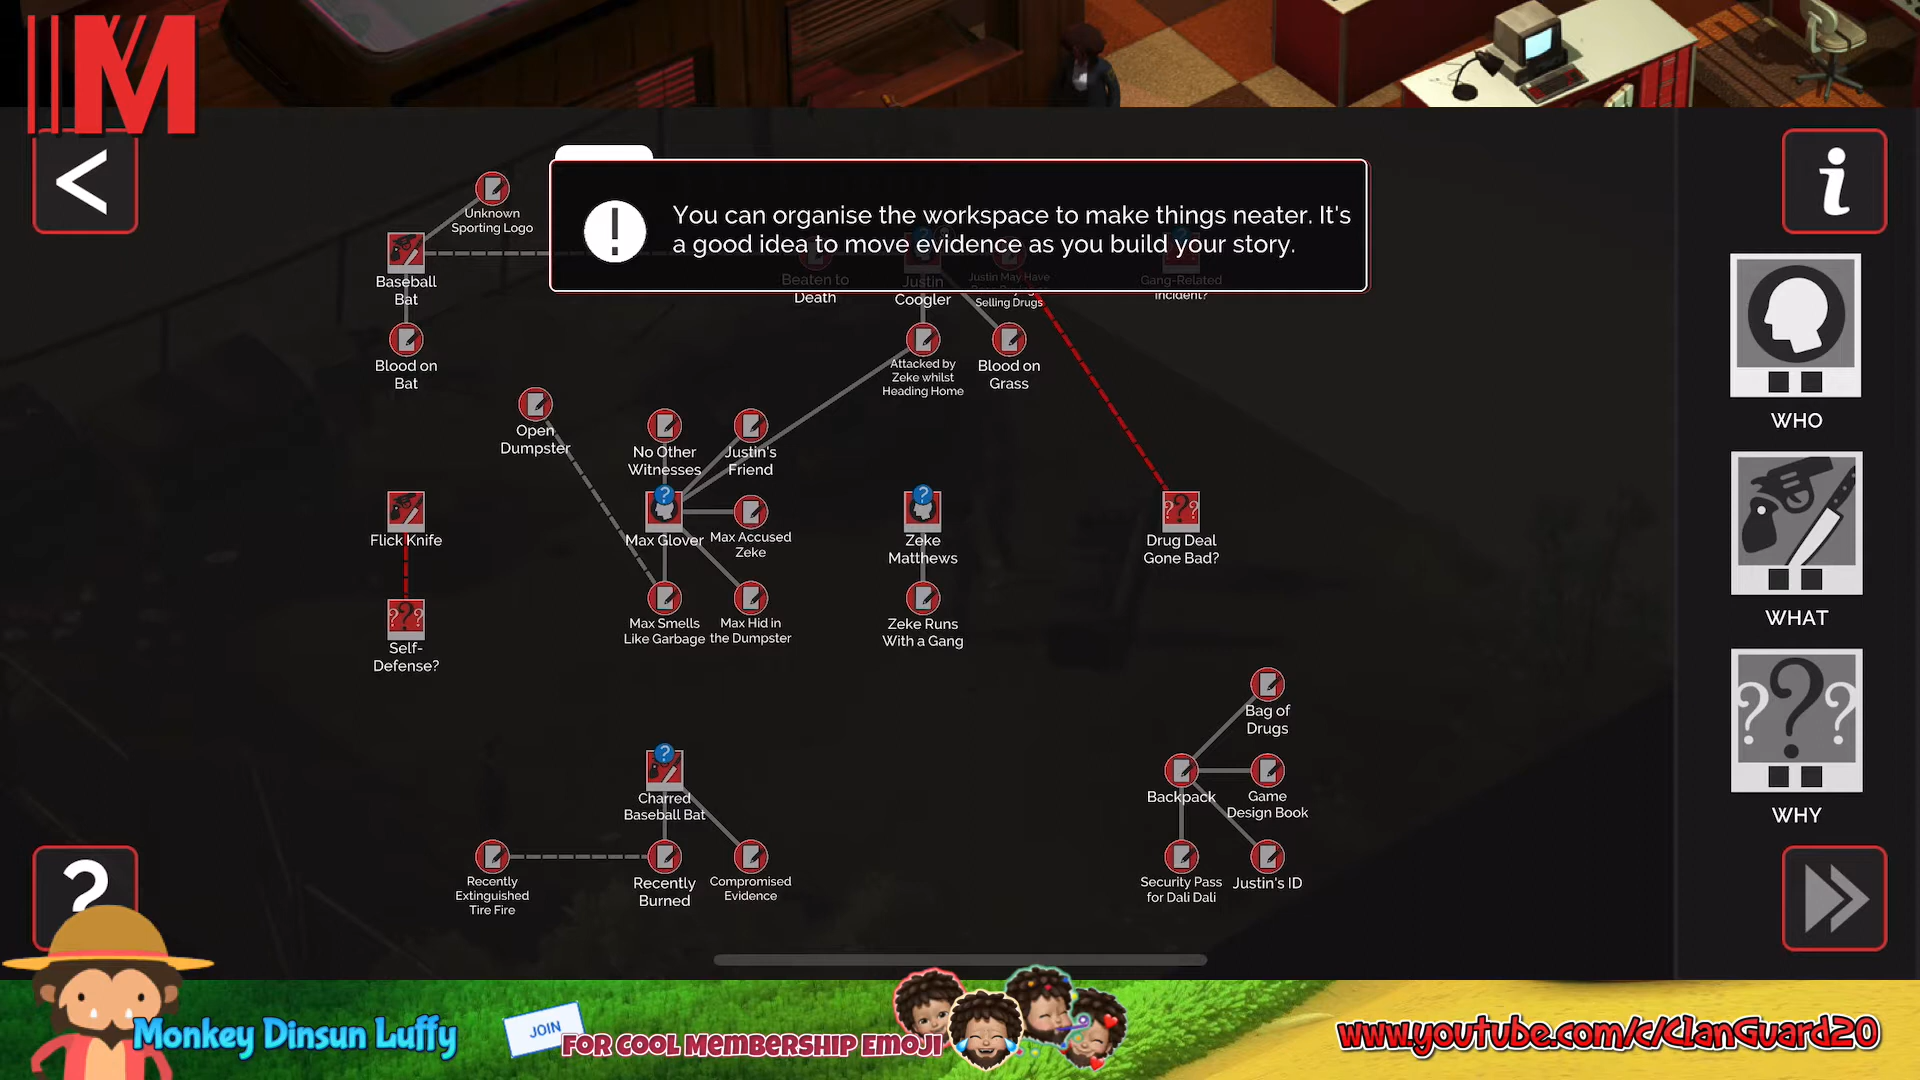 M
You can organise the workspace to make things neater. It's
a good idea to move evidence as you build your story.
Unknown
Sporting Logo
Baseball
Bat
Beaten to
Death
Justin
Coogler
Justin May Have
Selling Drugs
Gang-Related
Incident?
Blood on
Bat
Attacked by
Zeke whilst
Heading Home
Blood on
Grass
Open
Dumpster
No Other
Witnesses
Justin's
Friend
Flick Knife
Max Glover
Max Accused
Zeke
Zeke
Matthews
Drug Deal
Gone Bad?
Self-
Defense?
Max Smells
Like Garbage
Max Hid in
the Dumpster
Zeke Runs
With a Gang
Bag of
Drugs
Charred
Baseball Bat
Backpack
Game
Design Book
Recently
Extinguished
Tire Fire
Recently
Burned
Compromised
Evidence
Security Pass
for Dali Dali
Justin's ID
WHO
WHAT
WHY
Monkey Dinsun Luffy
JOIN
FOR COOL MEMBERSHIP EMOJI
www.youtube.com/c/ClanGuard20